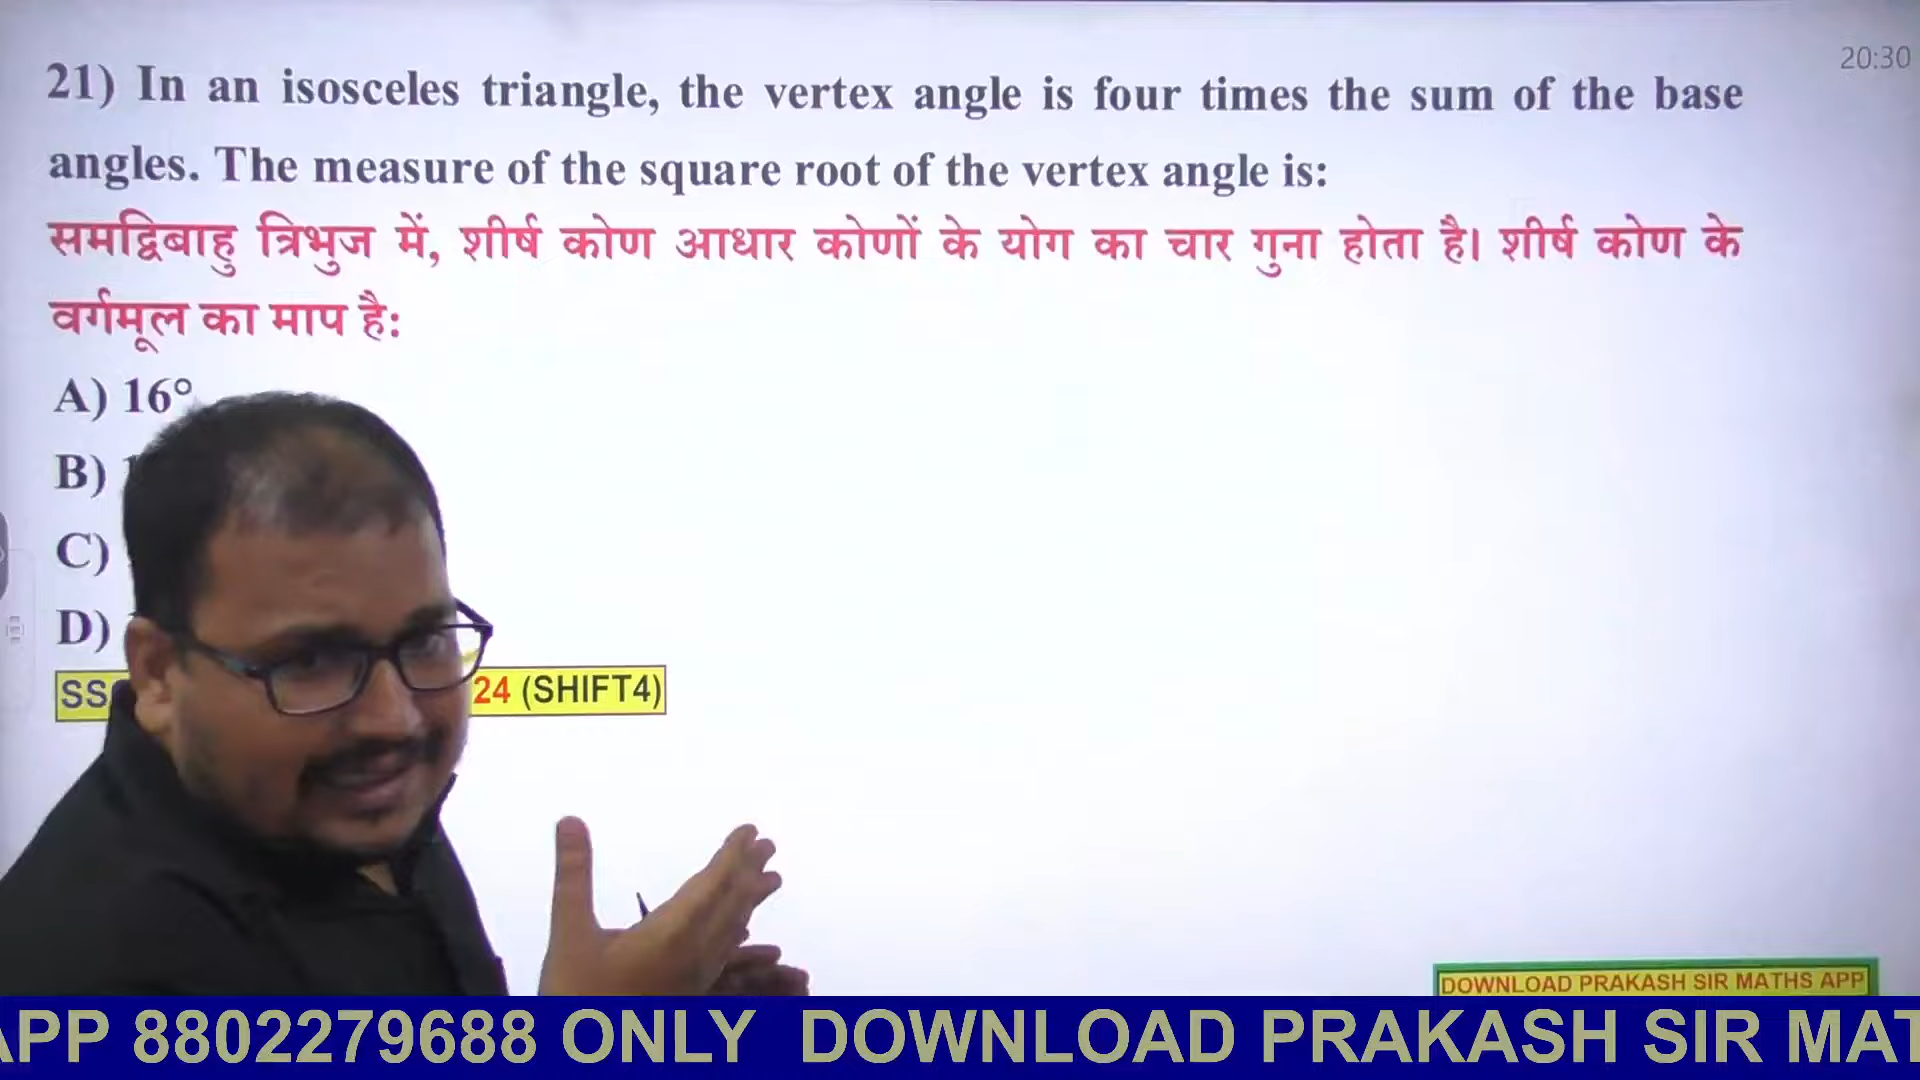 20:30
21) In an isosceles triangle, the vertex angle is four times the sum of the base
angles. The measure of the square root of the vertex angle is:
समद्विबाहु त्रिभुज में, शीर्ष कोण आधार कोणों के योग का चार गुना होता है। शीर्ष कोण के
वर्गमूल का माप है:
A) 16°
B)
C)
D)
SS 24 (SHIFT4)
DOWNLOAD PRAKASH SIR MATHS APP
APP 8802279688 ONLY DOWNLOAD PRAKASH SIR MAT